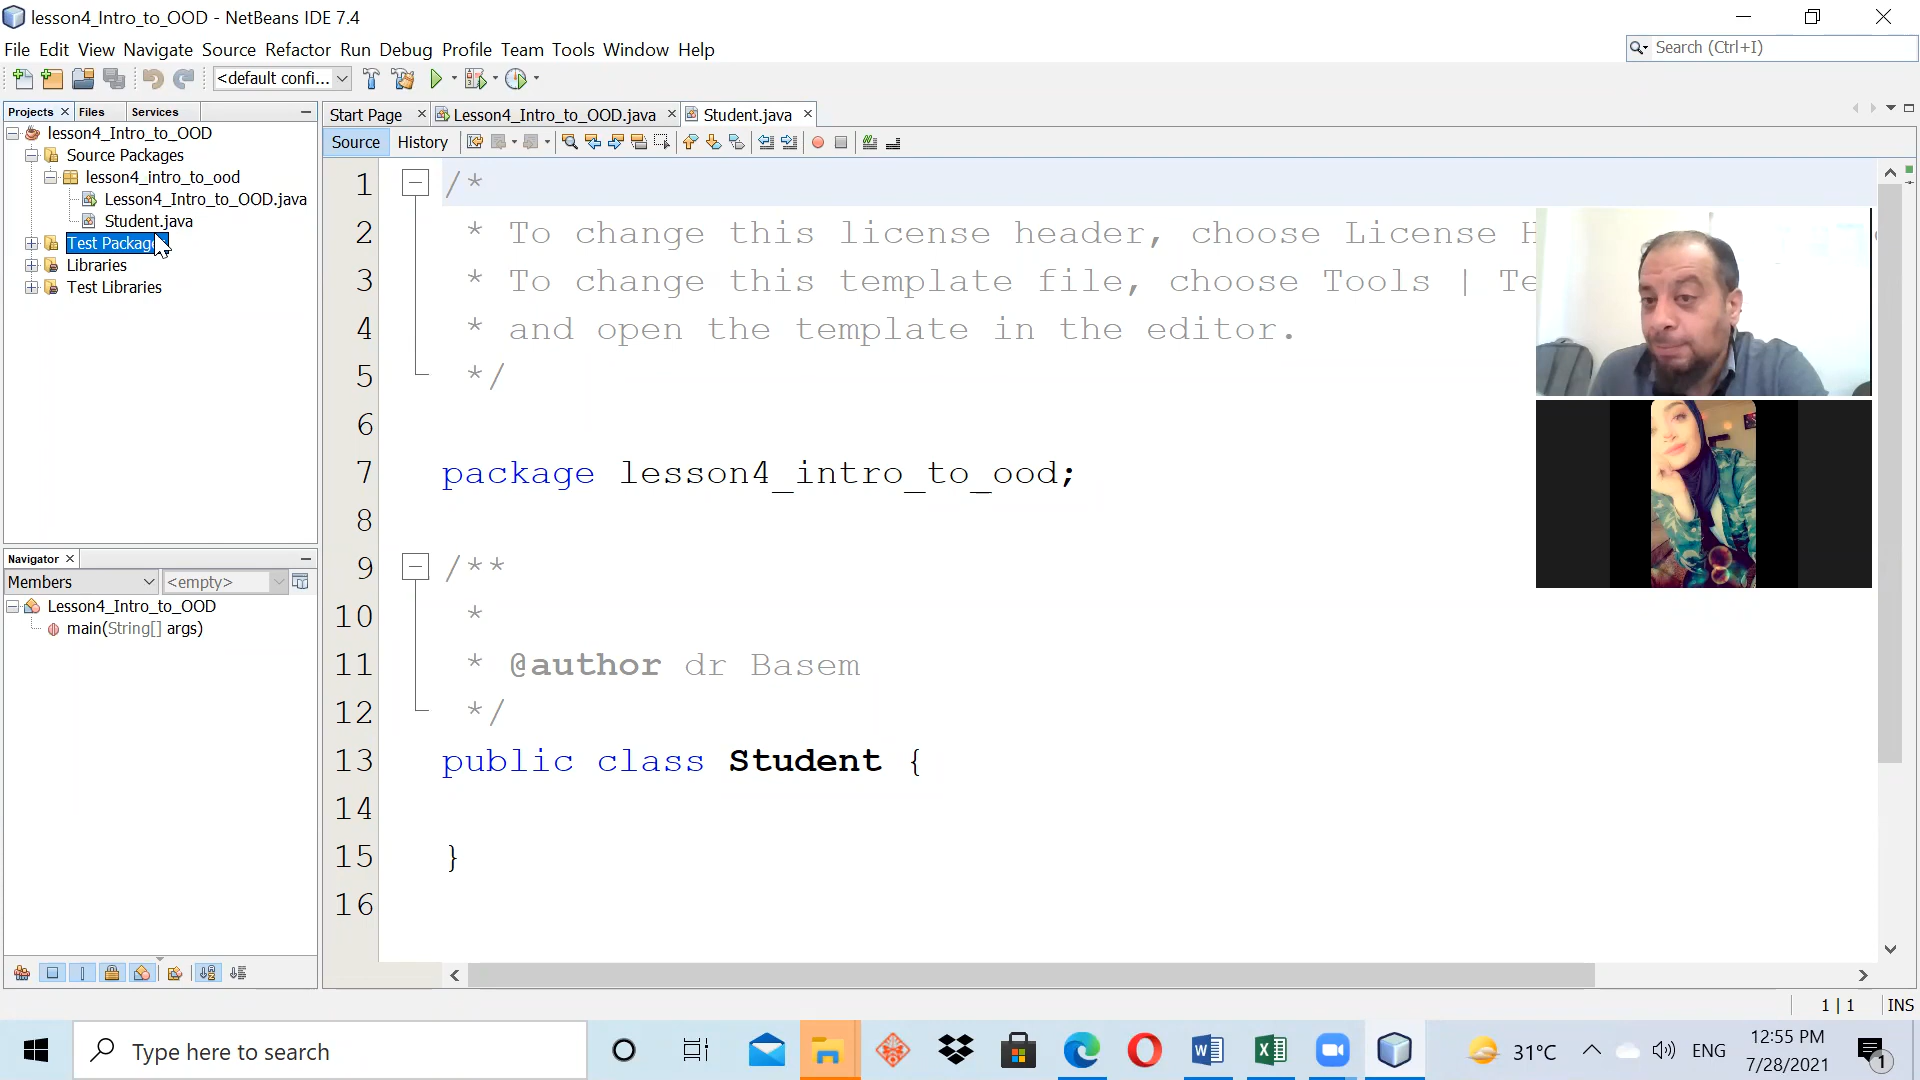 lesson4_Intro_to_OOD - NetBeans IDE 7.4
File Edit View Navigate Source Refactor Run Debug Profile Team Tools Window Help
Search (Ctrl+I)
<default confi...
Projects Files Services
Start Page Lesson4_Intro_to_OOD.java Student.java
lesson4_Intro_to_OOD
Source Packages
lesson4_intro_to_ood
Lesson4_Intro_to_OOD.java
Student.java
Test Package
Libraries
Test Libraries
Source History
1 /*
2 * To change this license header, choose License H
3 * To change this template file, choose Tools | Te
4 * and open the template in the editor.
5 */
6
7 package lesson4_intro_to_ood;
8
9 /**
10 *
11 * @author dr Basem
12 */
13 public class Student {
14
15 }
16
Navigator
Members <empty>
Lesson4_Intro_to_OOD
main(String[] args)
1 | 1 INS
Type here to search
31°C ENG 12:55 PM
7/28/2021
1